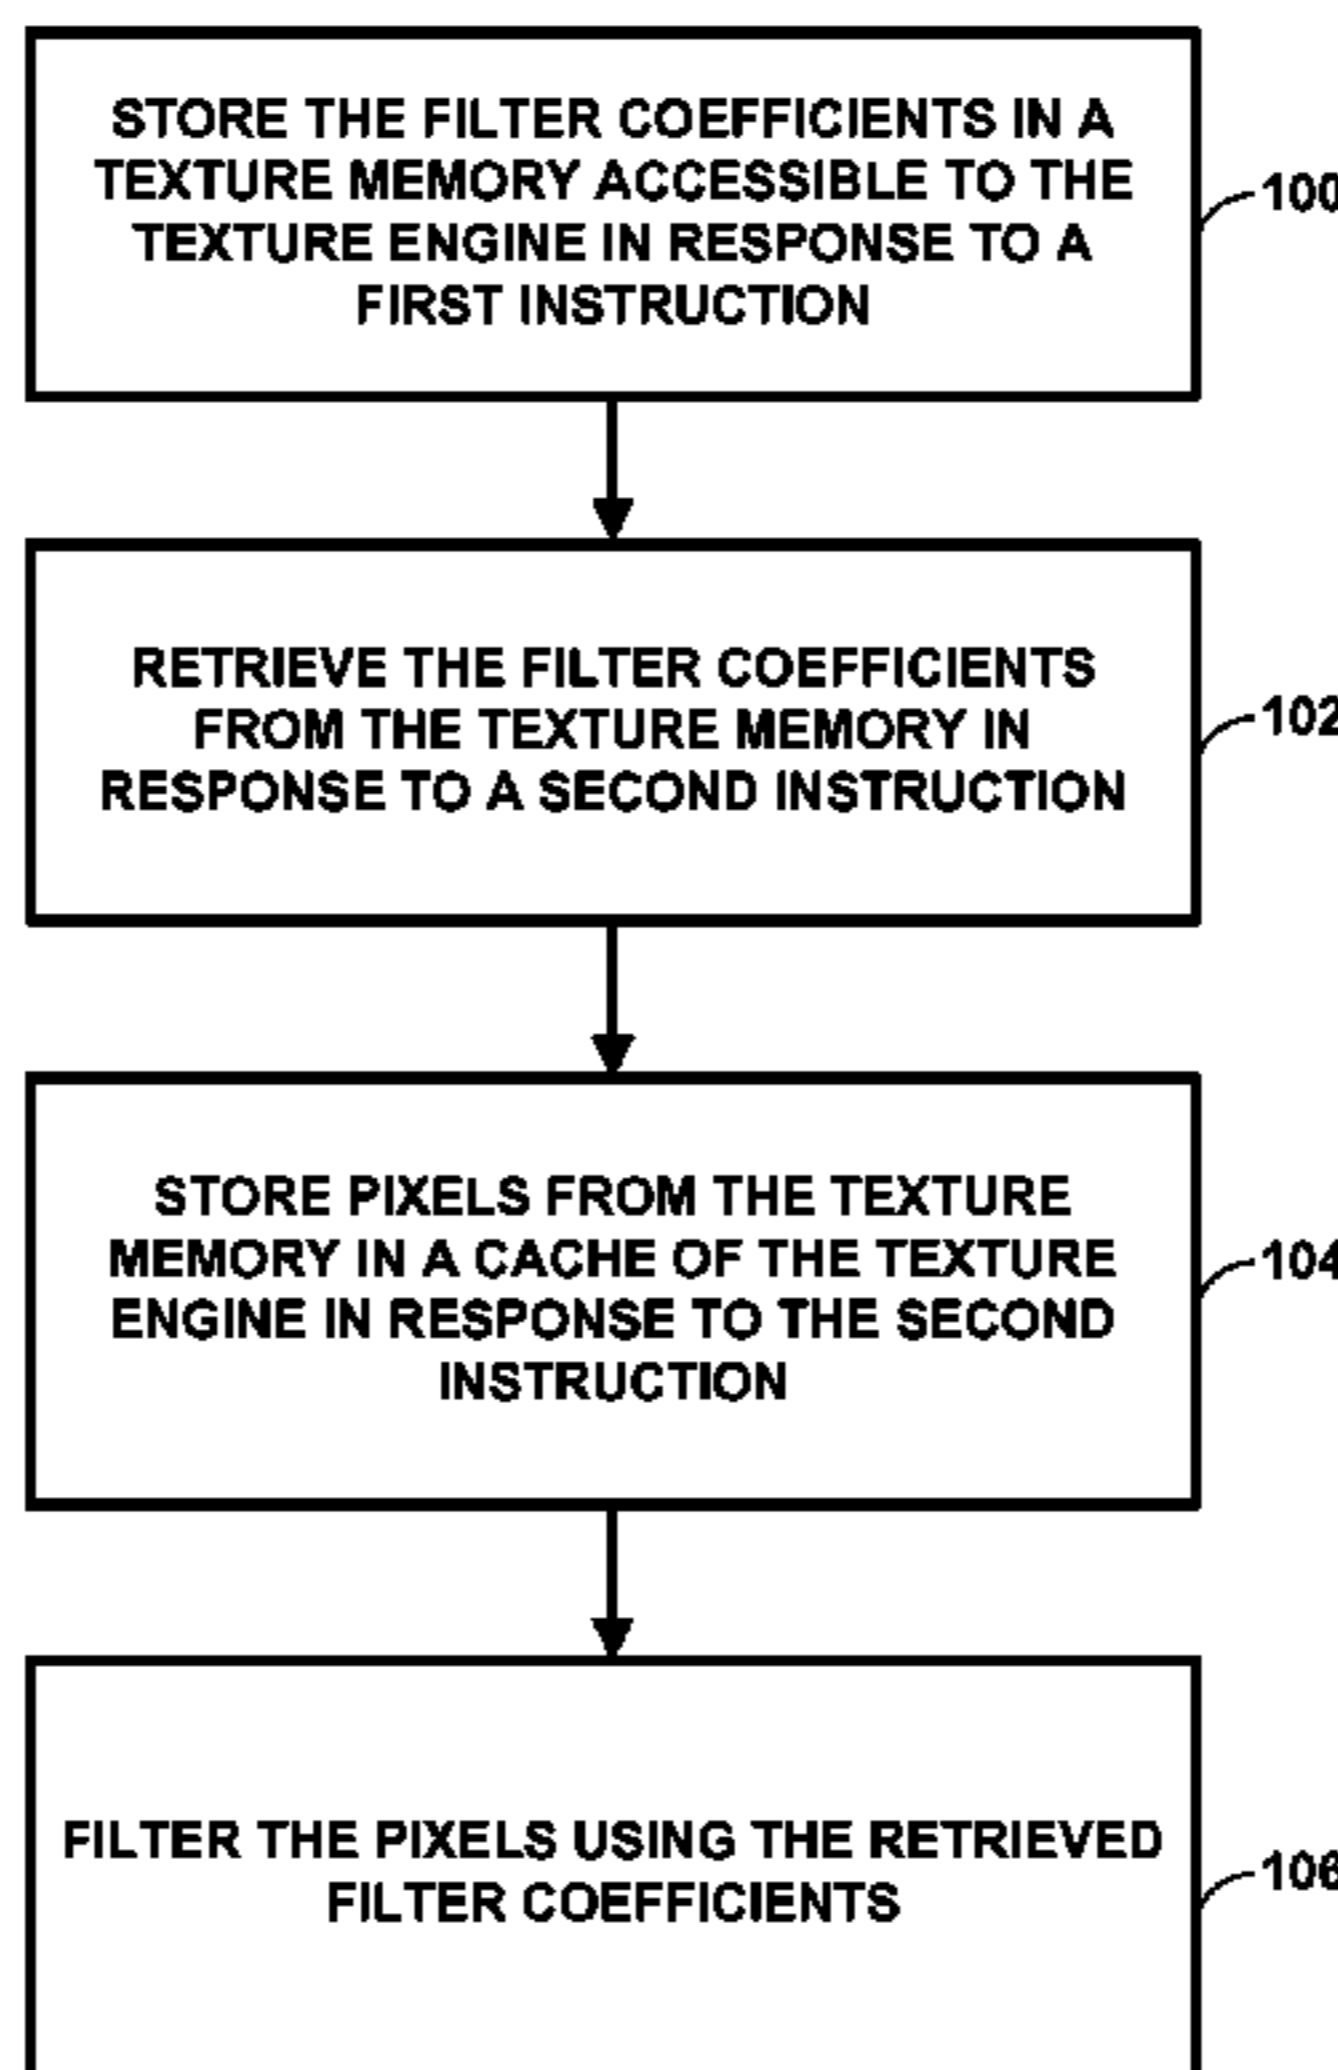 STORE THE FILTER COEFFICIENTS IN A
TEXTURE MEMORY ACCESSIBLE TO THE
TEXTURE ENGINE IN RESPONSE TO A
FIRST INSTRUCTION
100
RETRIEVE THE FILTER COEFFICIENTS
FROM THE TEXTURE MEMORY IN
RESPONSE TO A SECOND INSTRUCTION
102
STORE PIXELS FROM THE TEXTURE
MEMORY IN A CACHE OF THE TEXTURE
ENGINE IN RESPONSE TO THE SECOND
INSTRUCTION
104
FILTER THE PIXELS USING THE RETRIEVED
FILTER COEFFICIENTS
106